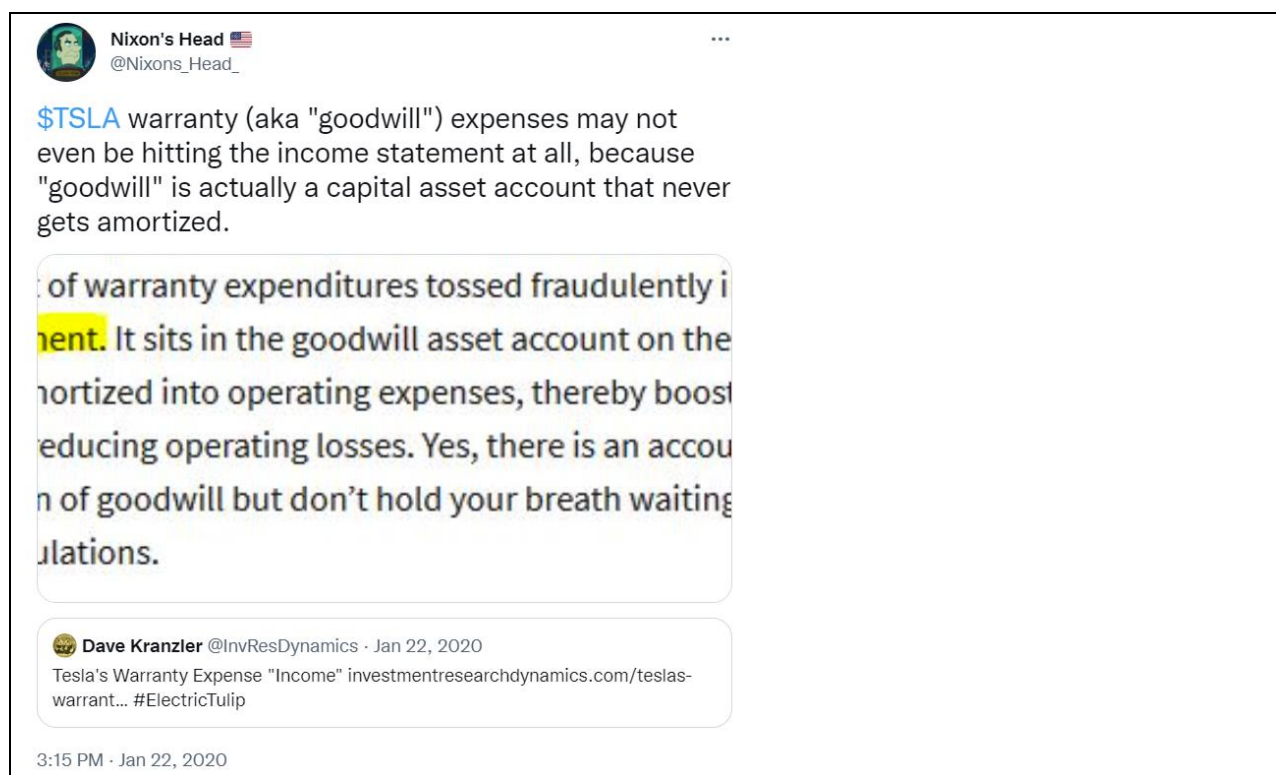 Nixon's Head 🇺🇸
...
@Nixons_Head_
$TSLA warranty (aka "goodwill") expenses may not
even be hitting the income statement at all, because
"goodwill" is actually a capital asset account that never
gets amortized.
of warranty expenditures tossed fraudulently i
ent. It sits in the goodwill asset account on the
ortized into operating expenses, thereby boost
educing operating losses. Yes, there is an accou
n of goodwill but don't hold your breath waiting
ulations.
Dave Kranzler @InvResDynamics · Jan 22, 2020
Tesla's Warranty Expense "Income" investmentresearchdynamics.com/teslas-
warrant... #ElectricTulip
3:15 PM · Jan 22, 2020